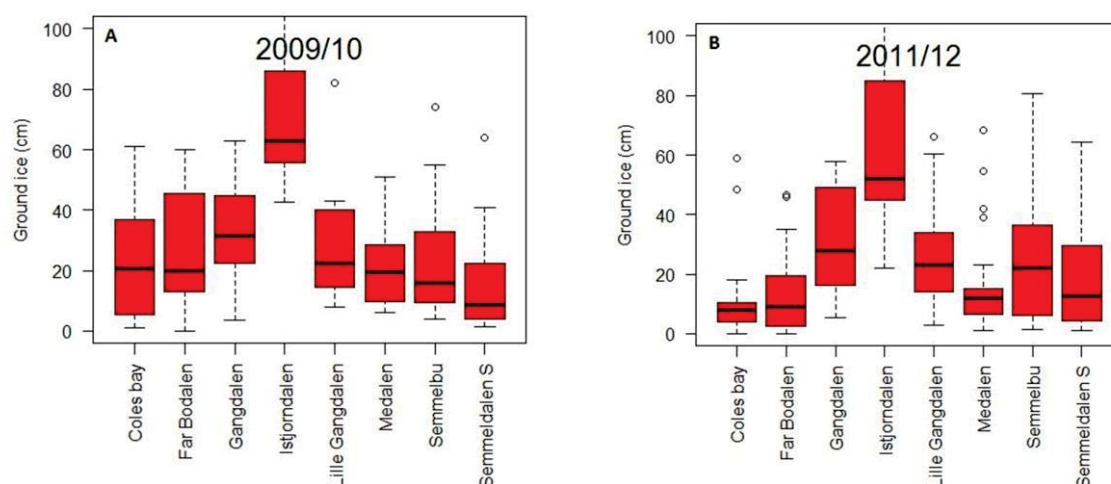 A
2009/10
Ground ice (cm)
100
80
60
40
20
0
Coles bay
Far Bodalen
Gangdalen
Istjorndalen
Lille Gangdalen
Medalen
Semmelbu
Semmeldalen S
B
2011/12
Ground ice (cm)
100
80
60
40
20
0
Coles bay
Far Bodalen
Gangdalen
Istjorndalen
Lille Gangdalen
Medalen
Semmelbu
Semmeldalen S